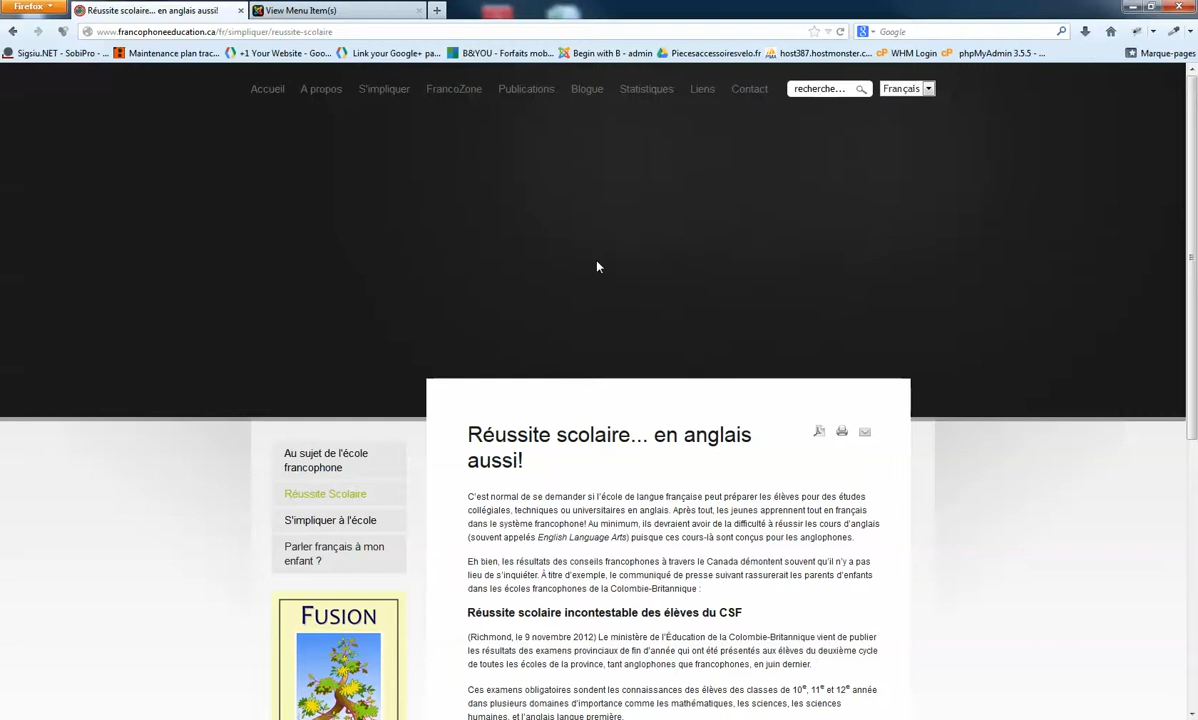 Firefox
Réussite scolaire... en anglais aussi!
View Menu Item(s)
www.francophoneeducation.ca/fr/simpliquer/reussite-scolaire
Google
Sigsiu.NET - SobiPro - ...
Maintenance plan trac...
+1 Your Website - Goo...
Link your Google+ pa...
B&YOU - Forfaits mob...
Begin with B - admin
Piecesaccessoiresvelo.fr
host387.hostmonster.c...
WHM Login
phpMyAdmin 3.5.5 - ...
Marque-pages
Accueil
A propos
S'impliquer
FrancoZone
Publications
Blogue
Statistiques
Liens
Contact
recherche...
Français
Au sujet de l'école
francophone
Réussite Scolaire
S'impliquer à l'école
Parler français à mon
enfant ?
FUSION
Réussite scolaire... en anglais
aussi!
C'est normal de se demander si l'école de langue française peut préparer les élèves pour des études
collégiales, techniques ou universitaires en anglais. Après tout, les jeunes apprennent tout en français
dans le système francophone! Au minimum, ils devraient avoir de la difficulté à réussir les cours d'anglais
(souvent appelés English Language Arts) puisque ces cours-là sont conçus pour les anglophones.
Eh bien, les résultats des conseils francophones à travers le Canada démontent souvent qu'il n'y a pas
lieu de s'inquiéter. À titre d'exemple, le communiqué de presse suivant rassurerait les parents d'enfants
dans les écoles francophones de la Colombie-Britannique :
Réussite scolaire incontestable des élèves du CSF
(Richmond, le 9 novembre 2012) Le ministère de l'Éducation de la Colombie-Britannique vient de publier
les résultats des examens provinciaux de fin d'année qui ont été présentés aux élèves du deuxième cycle
de toutes les écoles de la province, tant anglophones que francophones, en juin dernier.
Ces examens obligatoires sondent les connaissances des élèves des classes de 10e, 11e et 12e année
dans plusieurs domaines d'importance comme les mathématiques, les sciences, les sciences
humaines, et l'anglais langue première.